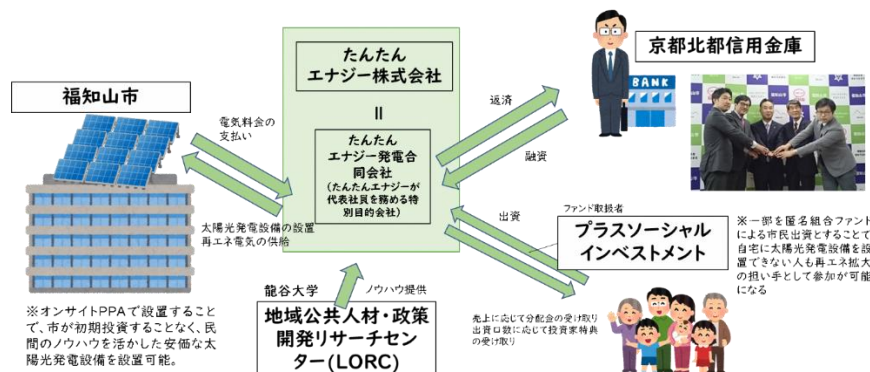 福知山市
電気料金の
支払い
太陽光発電設備の設置
再エネ電気の供給
※オンサイトPPAで設置すること
で、市が初期投資することなく、民
間のノウハウを活かした安価な太
陽光発電設備を設置可能。
たんたん
エナジー株式会社
=
たんたん
エナジー発電合
同会社
(たんたんエナジーが
代表社員を務める特
別目的会社)
龍谷大学
ノウハウ提供
地域公共人材・政策
開発リサーチセン
ター(LORC)
返済
融資
BANK
京都北都信用金庫
出資
ファンド取扱者
プラスソーシャル
インベストメント
※一部を匿名組合ファンド
による市民出資とすることで
自宅に太陽光発電設備を設
置できない人も再エネ拡大
の担い手として参加が可能
になる
売上に応じて分配金の受け取り
出資口数に応じて投資家特典
の受け取り